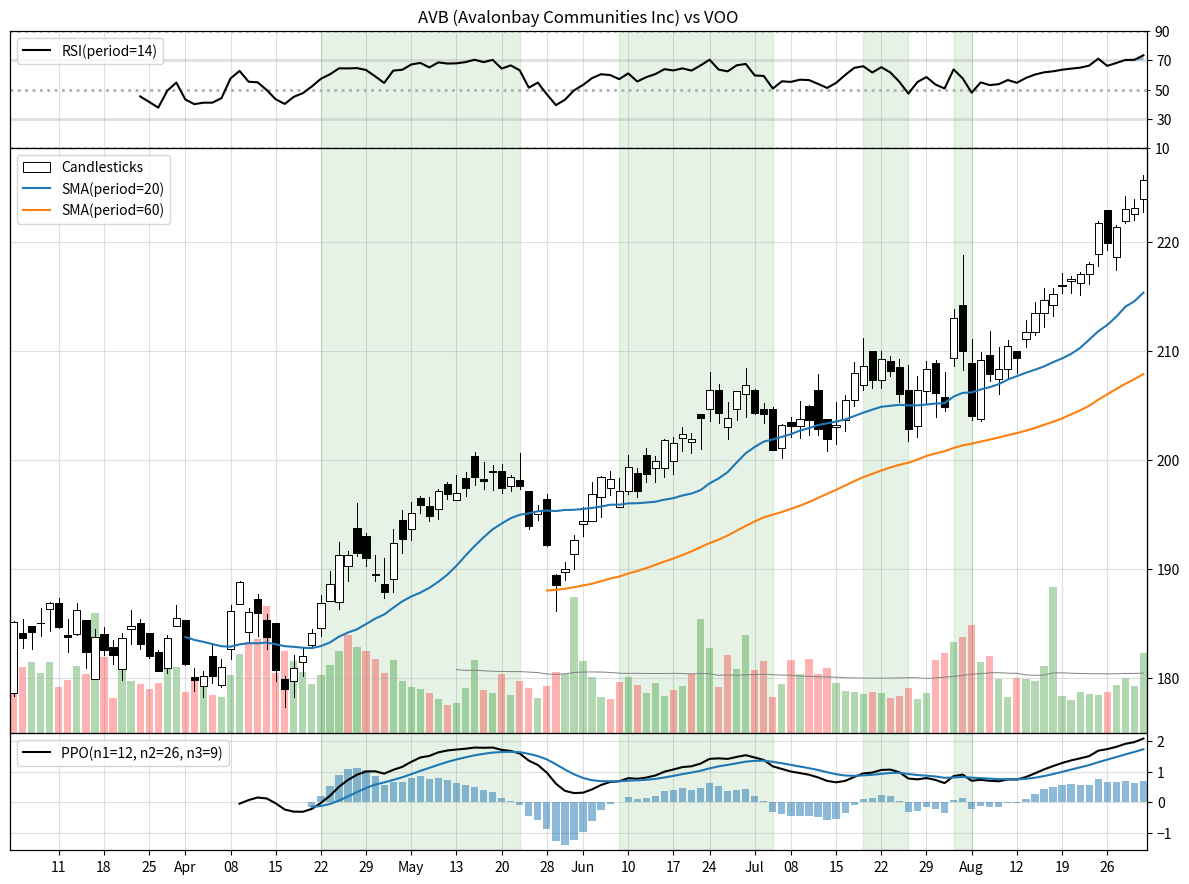 AVB (Avalonbay Communities Inc) vs VOO
RSI(period=14)
90
70
50
30
10
Candlesticks
SMA(period=20)
SMA(period=60)
220
210
200
190
180
PPO(n1=12, n2=26, n3=9)
2
1
0
−1
11 18 25 Apr 08 15 22 29 May 13 20 28 Jun 10 17 24 Jul 08 15 22 29 Aug 12 19 26